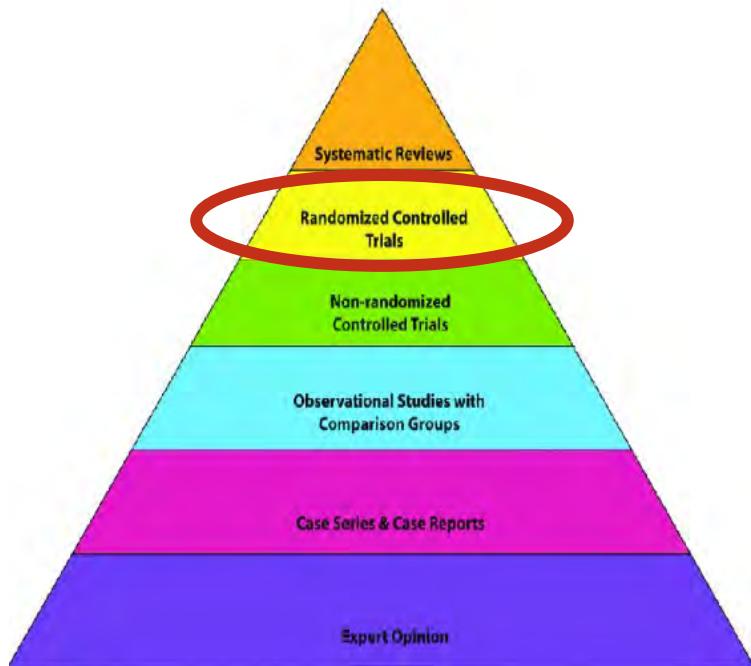 Systematic Reviews
Randomized Controlled
Trials
Non-randomized
Controlled Trials
Observational Studies with
Comparison Groups
Case Series & Case Reports
Expert Opinion